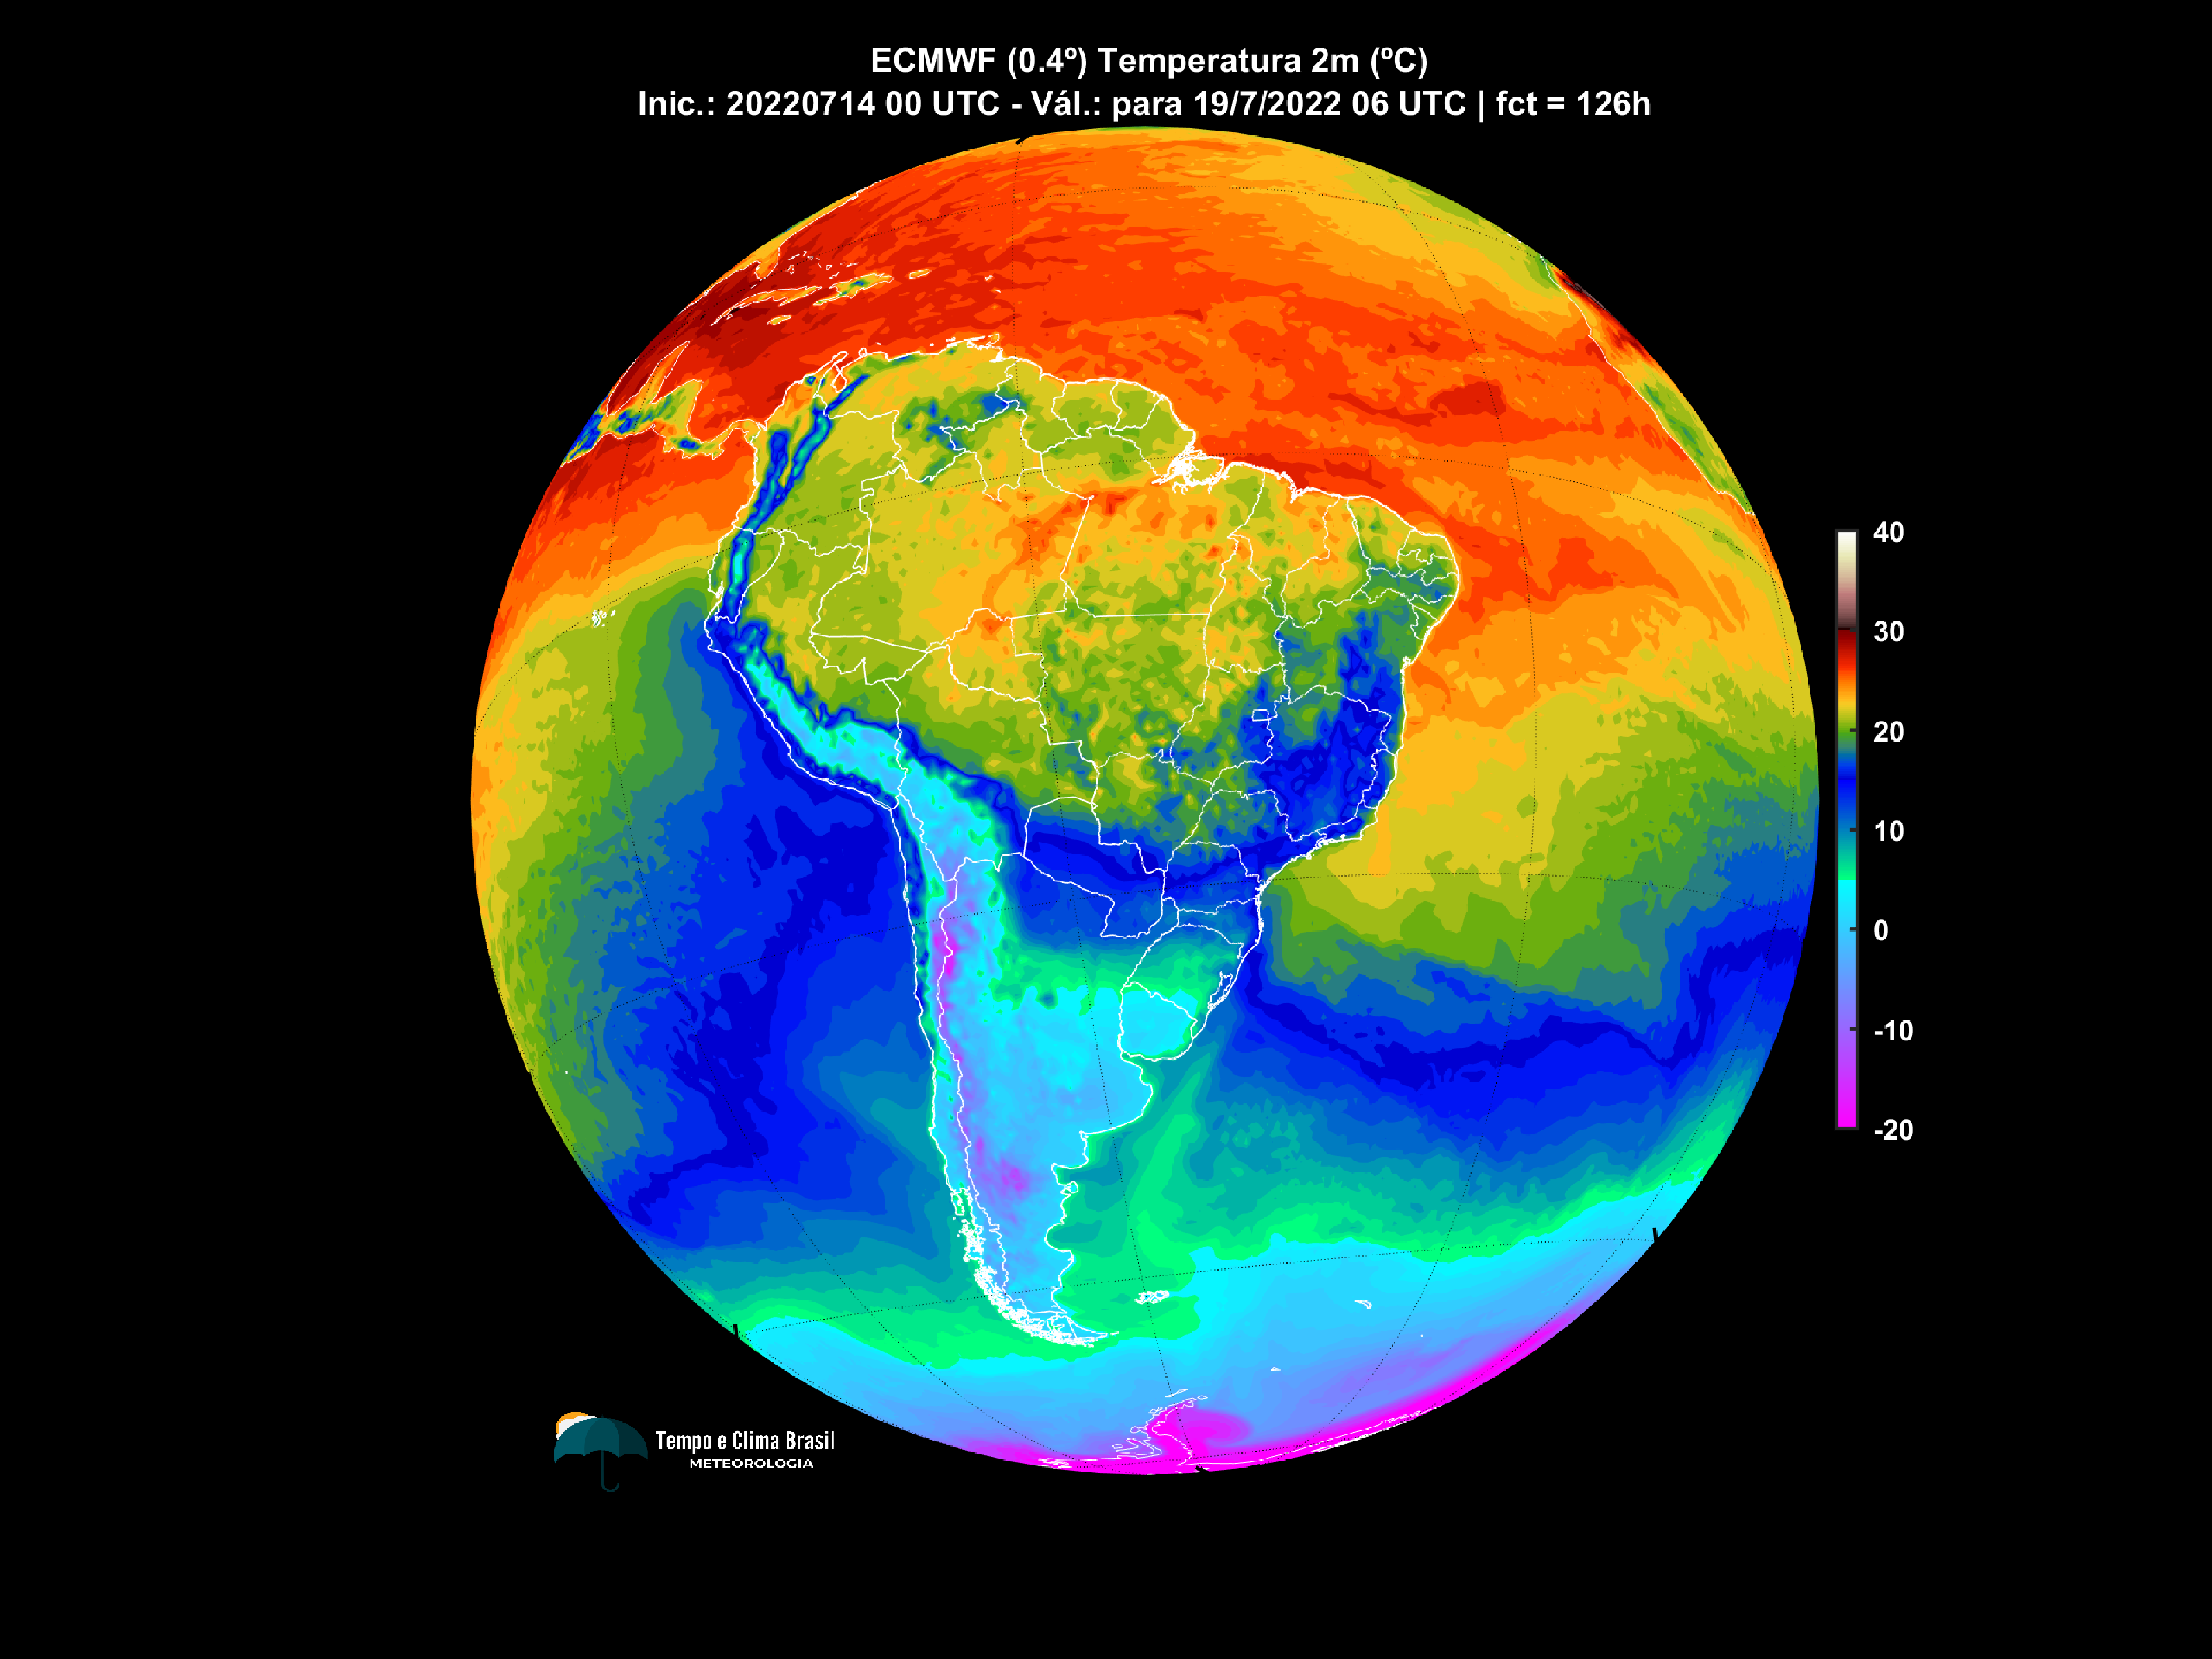 ECMWF (0.4º) Temperatura 2m (ºC)
Inic.: 20220714 00 UTC - Vál.: para 19/7/2022 06 UTC | fct = 126h
40
30
20
10
0
-10
-20
Tempo e Clima Brasil
METEOROLOGIA